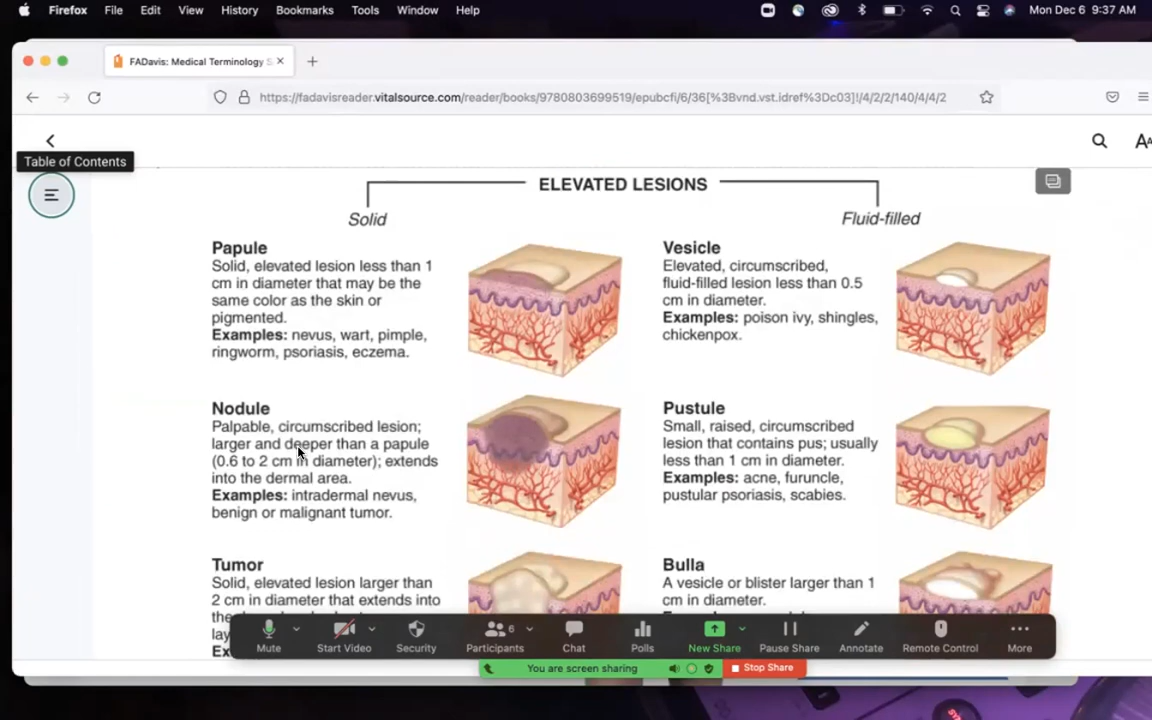 Firefox File Edit View History Bookmarks Tools Window Help Mon Dec 6 9:37 AM
FADavis: Medical Terminology S
https://fadavisreader.vitalsource.com/reader/books/9780803699519/epubcfi/6/36[%3Bvnd.vst.idref%3Dc03]!/4/2/2/140/4/4/2
Table of Contents
AA
ELEVATED LESIONS
Solid
Fluid-filled
Papule
Solid, elevated lesion less than 1
cm in diameter that may be the
same color as the skin or
pigmented.
Examples: nevus, wart, pimple,
ringworm, psoriasis, eczema.
Vesicle
Elevated, circumscribed,
fluid-filled lesion less than 0.5
cm in diameter.
Examples: poison ivy, shingles,
chickenpox.
Nodule
Palpable, circumscribed lesion;
larger and deeper than a papule
(0.6 to 2 cm in diameter); extends
into the dermal area.
Examples: intradermal nevus,
benign or malignant tumor.
Pustule
Small, raised, circumscribed
lesion that contains pus; usually
less than 1 cm in diameter.
Examples: acne, furuncle,
pustular psoriasis, scabies.
Tumor
Solid, elevated lesion larger than
2 cm in diameter that extends into
Bulla
A vesicle or blister larger than 1
cm in diameter.
6
Mute Start Video Security Participants Chat Polls New Share Pause Share Annotate Remote Control More
You are screen sharing Stop Share